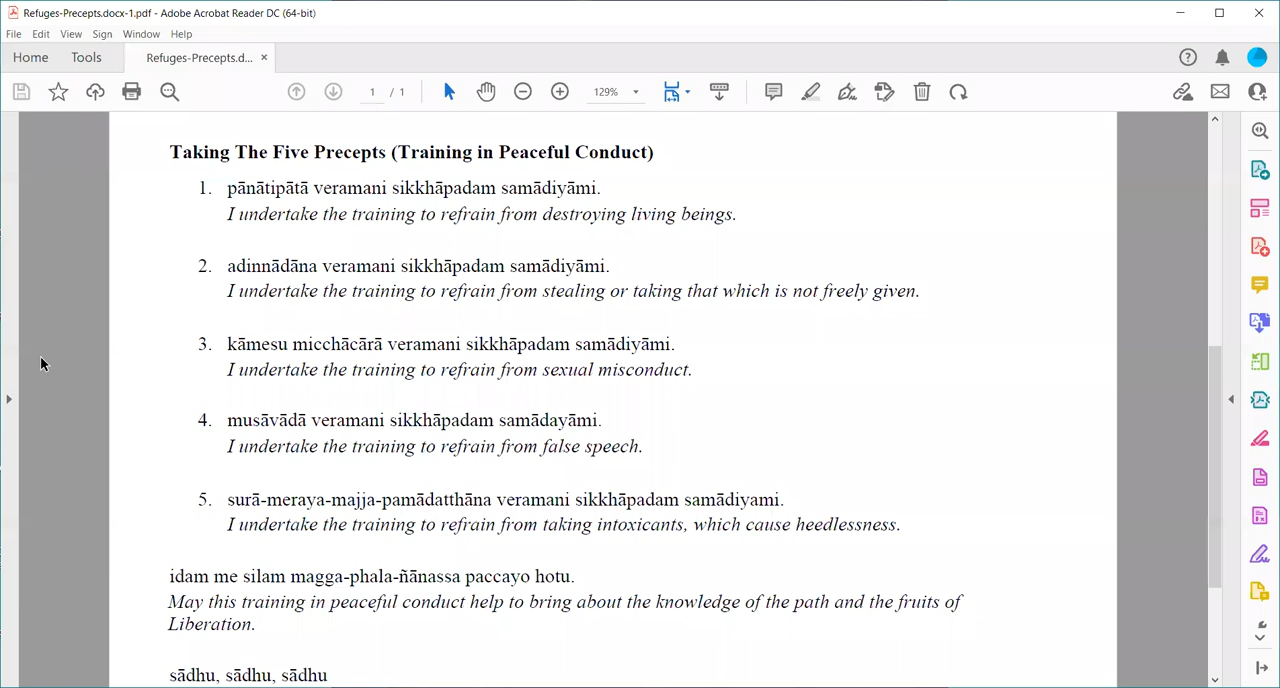 Refuges-Precepts.docx-1.pdf - Adobe Acrobat Reader DC (64-bit)
File Edit View Sign Window Help
Home Tools Refuges-Precepts.d... ×
1 / 1 129%
Taking The Five Precepts (Training in Peaceful Conduct)
1. pānātipātā veramani sikkhāpadam samādiyāmi.
I undertake the training to refrain from destroying living beings.
2. adinnādāna veramani sikkhāpadam samādiyāmi.
I undertake the training to refrain from stealing or taking that which is not freely given.
3. kāmesu micchācārā veramani sikkhāpadam samādiyāmi.
I undertake the training to refrain from sexual misconduct.
4. musāvādā veramani sikkhāpadam samādayāmi.
I undertake the training to refrain from false speech.
5. surā-meraya-majja-pamādatthāna veramani sikkhāpadam samādiyami.
I undertake the training to refrain from taking intoxicants, which cause heedlessness.
idam me silam magga-phala-ñānassa paccayo hotu.
May this training in peaceful conduct help to bring about the knowledge of the path and the fruits of
Liberation.
sādhu, sādhu, sādhu